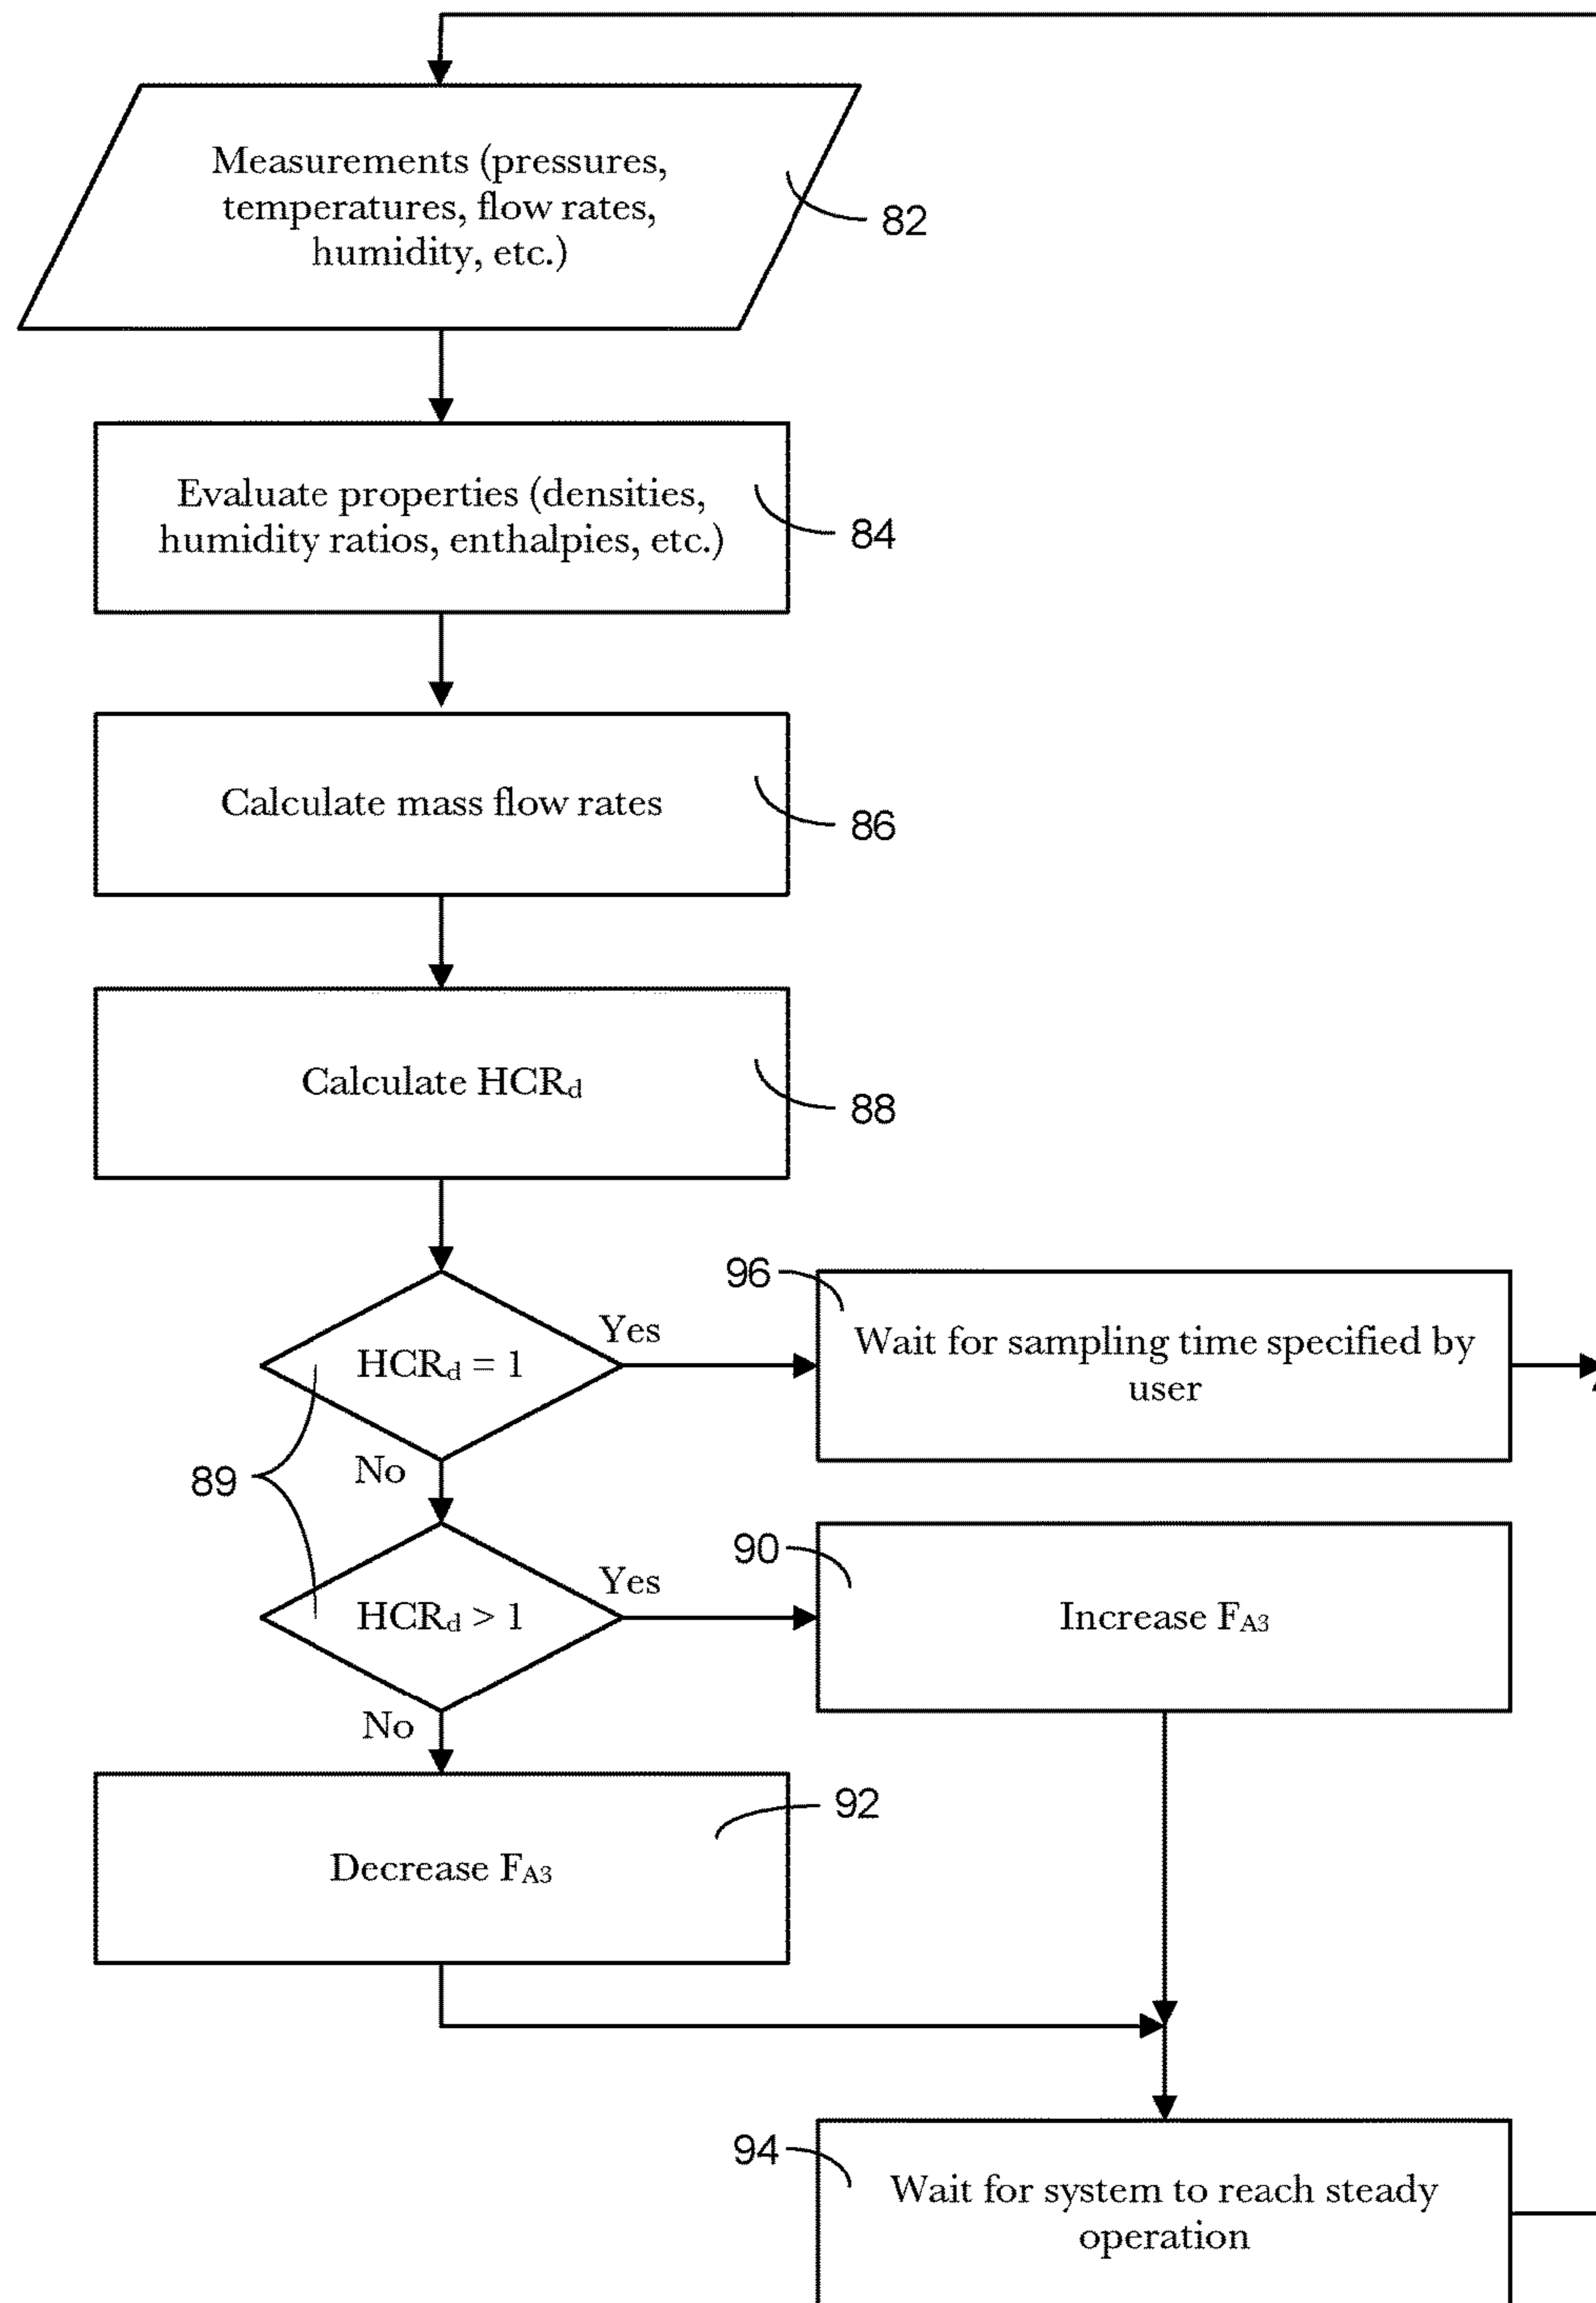 Measurements (pressures,
temperatures, flow rates,
humidity, etc.)
82
Evaluate properties (densities,
humidity ratios, enthalpies, etc.)
84
Calculate mass flow rates
86
Calculate HCRd
88
96
Yes
HCRd = 1
Wait for sampling time specified by
user
89
No
90
Yes
HCRd > 1
Increase FA3
No
92
Decrease FA3
94
Wait for system to reach steady
operation